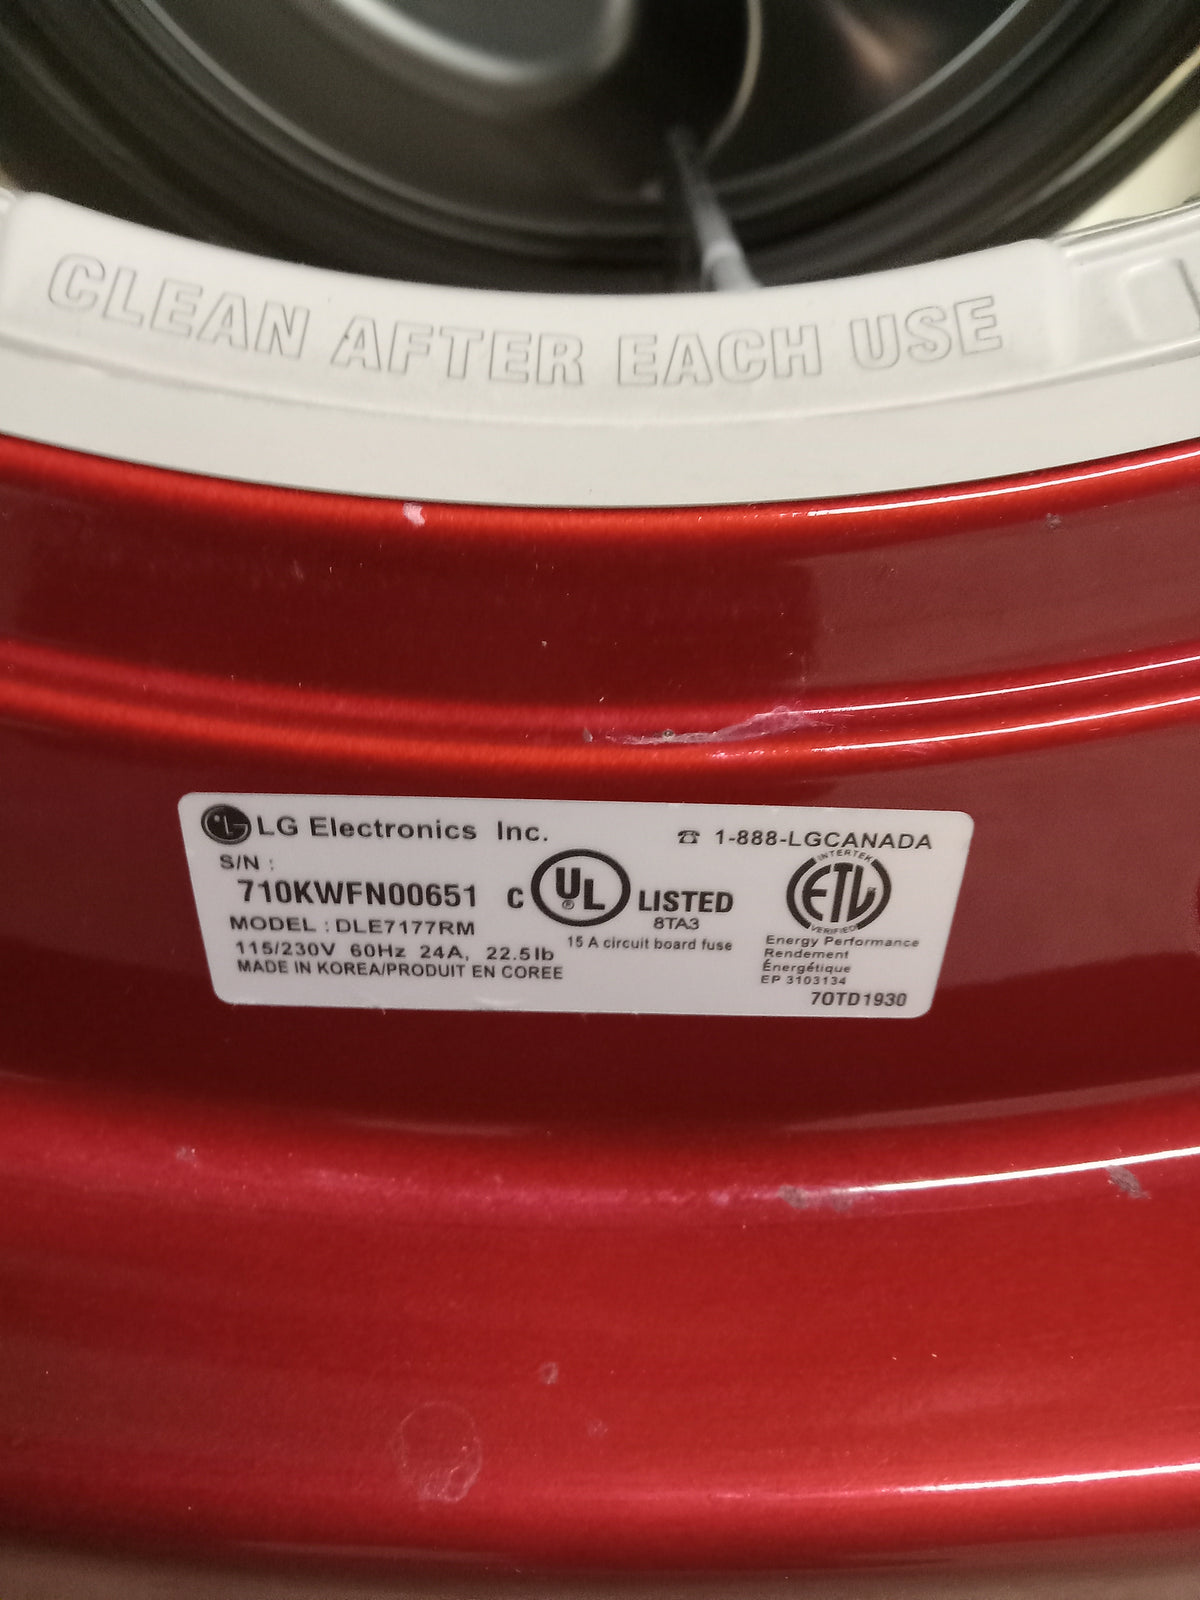 CLEAN AFTER EACH USE
LG Electronics Inc.
☎ 1-888-LGCANADA
S/N :
710KWFN00651
MODEL : DLE7177RM
115/230V 60Hz 24A, 22.5lb
MADE IN KOREA/PRODUIT EN COREE
C UL ® LISTED
8TA3
15 A circuit board fuse
INTERTEK
ETL
VERIFIED
Energy Performance
Rendement
Énergétique
EP 3103134
70TD1930